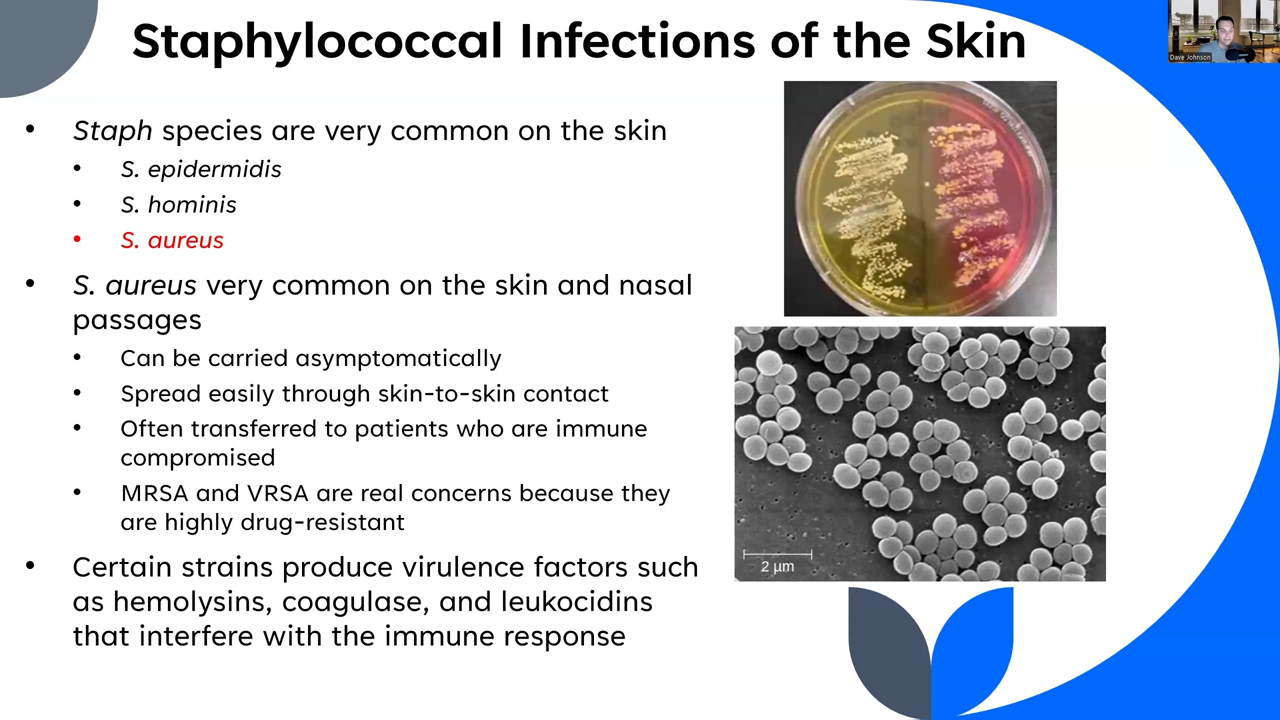 Staphylococcal Infections of the Skin
Dave Johnson
• Staph species are very common on the skin
• S. epidermidis
• S. hominis
• S. aureus
• S. aureus very common on the skin and nasal
passages
• Can be carried asymptomatically
• Spread easily through skin-to-skin contact
• Often transferred to patients who are immune
compromised
• MRSA and VRSA are real concerns because they
are highly drug-resistant
• Certain strains produce virulence factors such
as hemolysins, coagulase, and leukocidins
that interfere with the immune response
2 µm